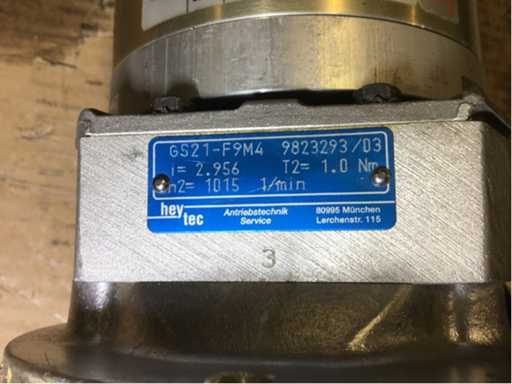 GS21-F9M4 9823293/03
i= 2.956 T2= 1.0 Nm
n2= 1015 1/min
hey tec
Antriebstechnik Service
80995 München
Lerchenstr. 115
3